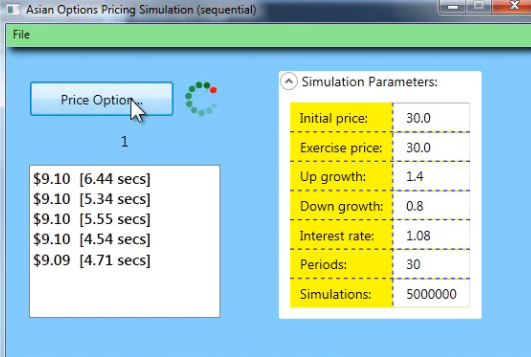 Asian Options Pricing Simulation (sequential)
File
Price Option...
1
$9.10 [6.44 secs]
$9.10 [5.34 secs]
$9.10 [5.55 secs]
$9.10 [4.54 secs]
$9.09 [4.71 secs]
Simulation Parameters:
Initial price: 30.0
Exercise price: 30.0
Up growth: 1.4
Down growth: 0.8
Interest rate: 1.08
Periods: 30
Simulations: 5000000